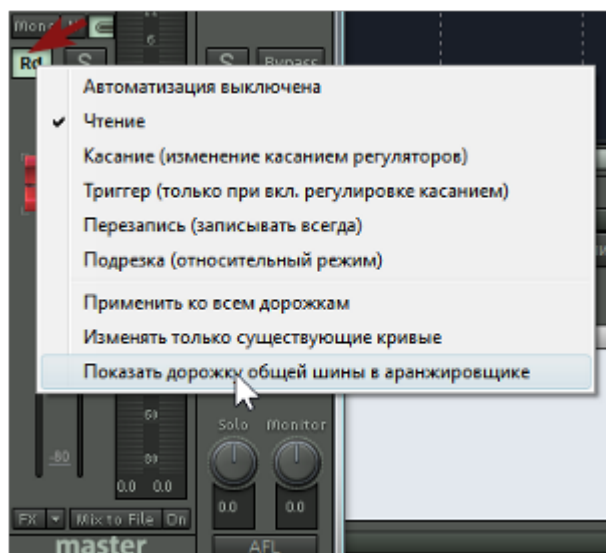 Mono
6
Rd S S Bypass
Автоматизация выключена
✔ Чтение
Касание (изменение касанием регуляторов)
Триггер (только при вкл. регулировке касанием)
Перезапись (записывать всегда)
Подрезка (относительный режим)
Применить ко всем дорожкам
Изменять только существующие кривые
Показать дорожку общей шины в аранжировщике
60
Solo Monitor
-80
0.0 0.0
0.0 0.0
FX Mix to File On
master AFL